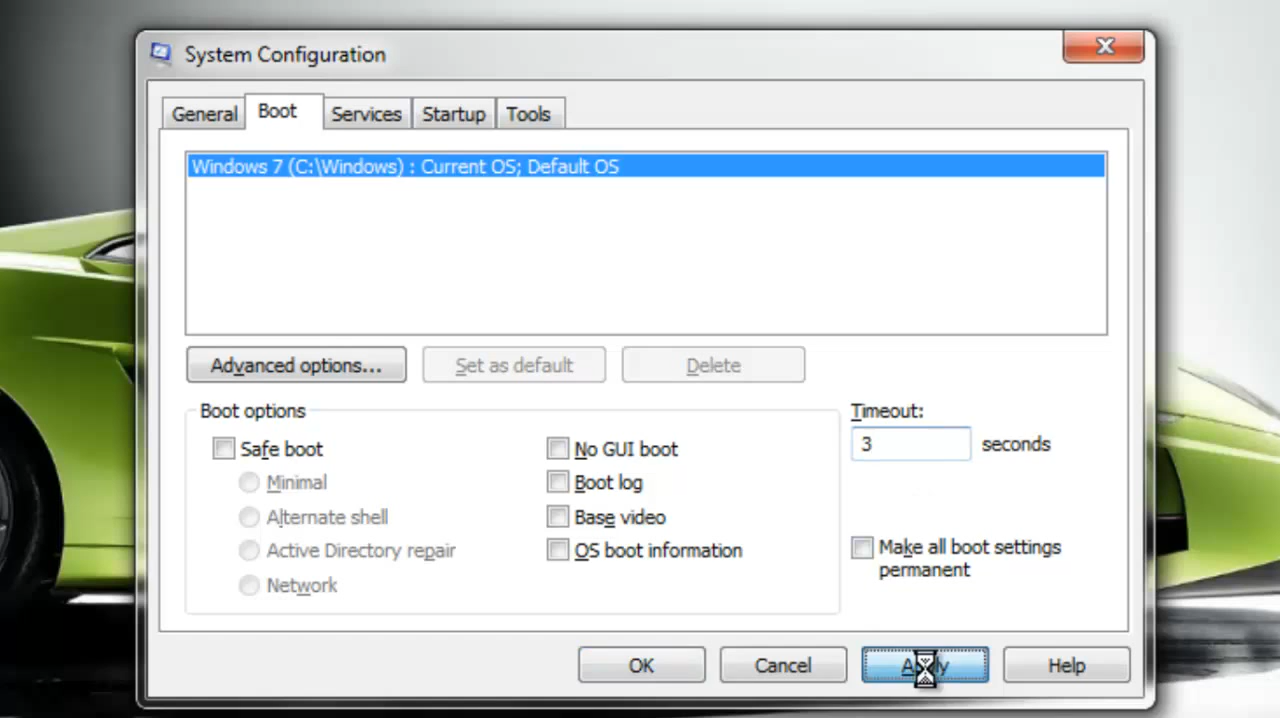 System Configuration
General Boot Services Startup Tools
Windows 7 (C:\Windows) : Current OS; Default OS
Advanced options... Set as default Delete
Boot options
Timeout:
Safe boot
No GUI boot
3 seconds
Minimal
Boot log
Alternate shell
Base video
Active Directory repair
OS boot information
Make all boot settings
permanent
Network
OK Cancel Apply Help